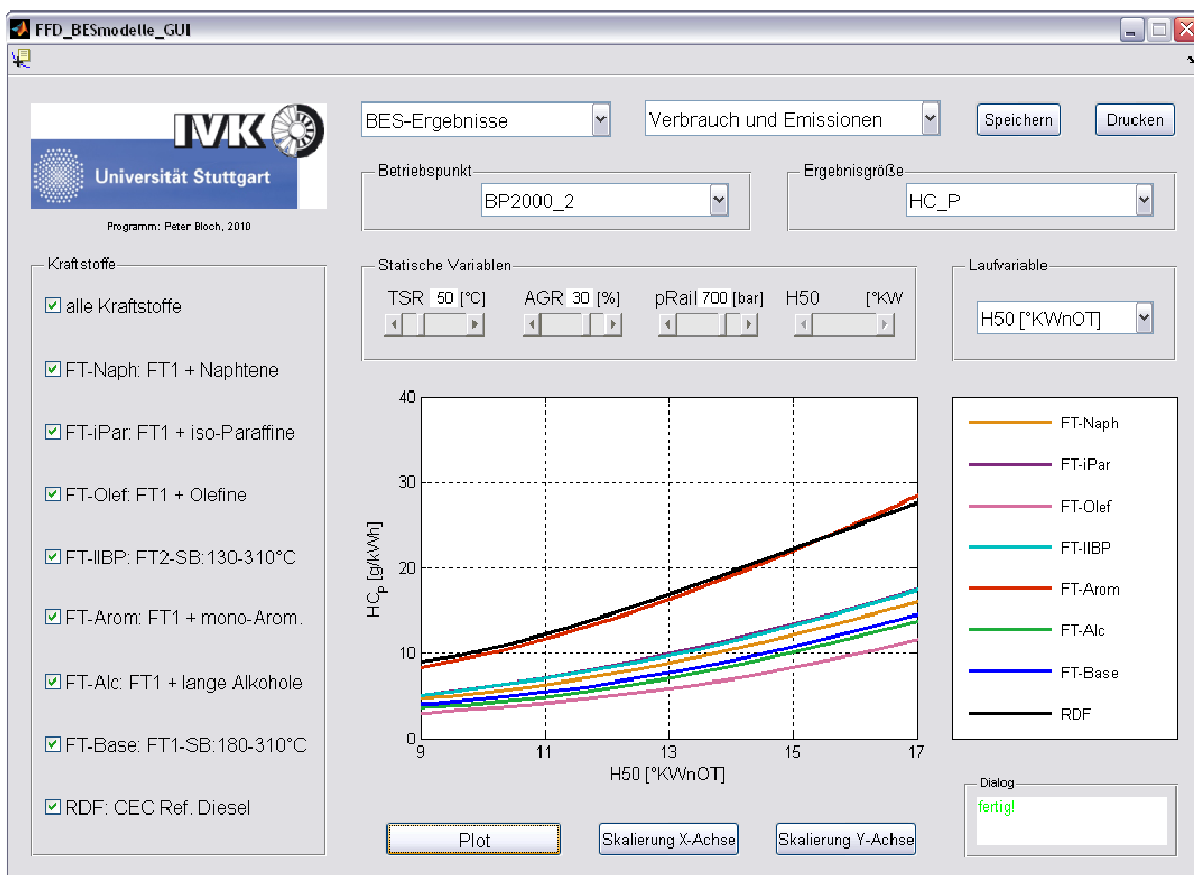 FFD_BESmodelle_GUI
IVK
Universität Stuttgart
Programm: Peter Bloch, 2010
BES-Ergebnisse
Verbrauch und Emissionen
Speichern
Drucken
Betriebspunkt
BP2000_2
Ergebnisgröße
HC_P
Kraftstoffe
alle Kraftstoffe
FT-Naph: FT1 + Naphtene
FT-iPar: FT1 + iso-Paraffine
FT-Olef: FT1 + Olefine
FT-IIBP: FT2-SB:130-310°C
FT-Arom: FT1 + mono-Arom.
FT-Alc: FT1 + lange Alkohole
FT-Base: FT1-SB:180-310°C
RDF: CEC Ref. Diesel
Statische Variablen
TSR 50 [°C]
AGR 30 [%]
pRail 700 [bar]
H50 [°KW
Laufvariable
H50 [°KWnOT]
HC_P [g/kWh]
40
30
20
10
0
9 11 13 15 17
H50 [°KWnOT]
FT-Naph
FT-iPar
FT-Olef
FT-IIBP
FT-Arom
FT-Alc
FT-Base
RDF
Dialog
fertig!
Plot
Skalierung X-Achse
Skalierung Y-Achse